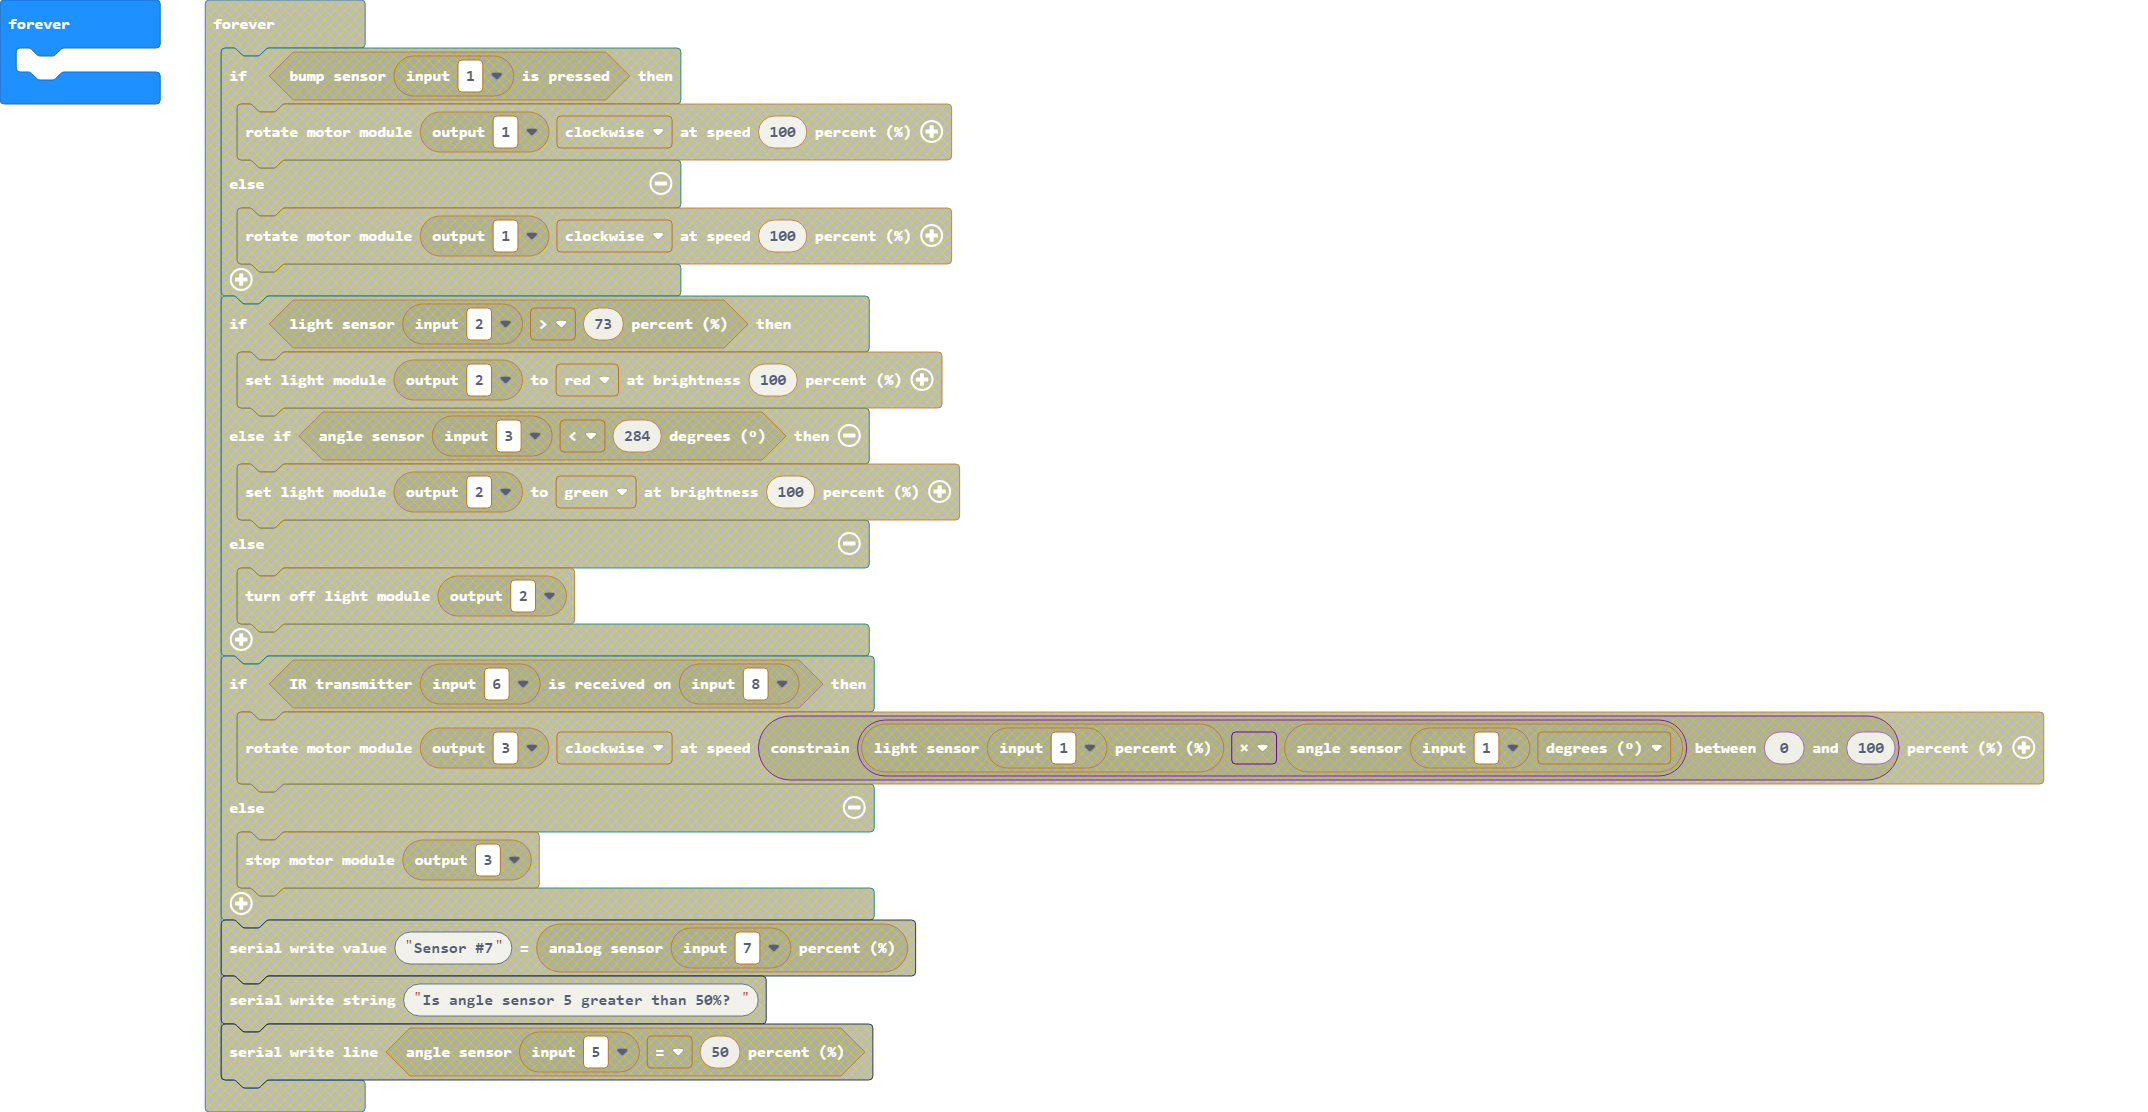 forever
forever
if bump sensor input 1 is pressed then
rotate motor module output 1 clockwise at speed 100 percent (%)
else
rotate motor module output 1 clockwise at speed 100 percent (%)
if light sensor input 2 > 73 percent (%) then
set light module output 2 to red at brightness 100 percent (%)
else if angle sensor input 3 < 284 degrees (º) then
set light module output 2 to green at brightness 100 percent (%)
else
turn off light module output 2
if IR transmitter input 6 is received on input 8 then
rotate motor module output 3 clockwise at speed constrain light sensor input 1 percent (%) × angle sensor input 1 degrees (º) between 0 and 100 percent (%)
else
stop motor module output 3
serial write value "Sensor #7" = analog sensor input 7 percent (%)
serial write string "Is angle sensor 5 greater than 50%? "
serial write line angle sensor input 5 = 50 percent (%)